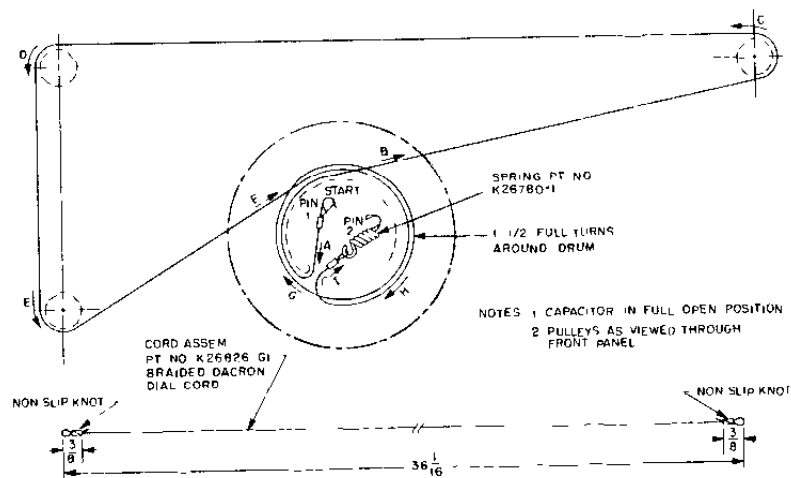 C
D
B
E
START
PIN
1
PIN
2
A
T
G
H
SPRING PT NO
K26780-1
1 1/2 FULL TURNS
AROUND DRUM
E
NOTES 1 CAPACITOR IN FULL OPEN POSITION
2 PULLEYS AS VIEWED THROUGH
FRONT PANEL
CORD ASSEM
PT NO K26826 G1
BRAIDED DACRON
DIAL CORD
NON SLIP KNOT
NON SLIP KNOT
3/8
3/8
36 1/16